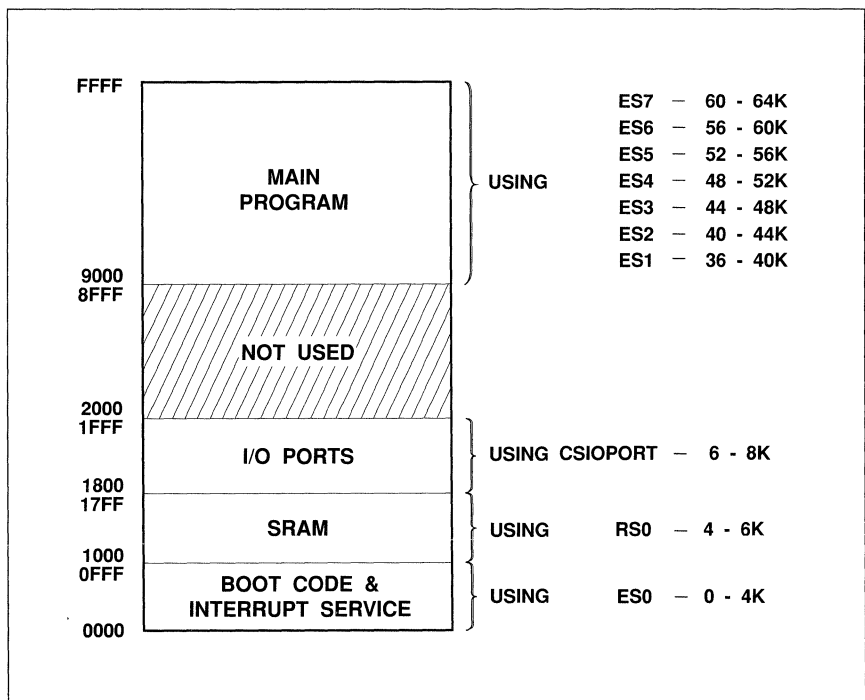 FFFF
MAIN
PROGRAM
USING
ES7 — 60 - 64K
ES6 — 56 - 60K
ES5 — 52 - 56K
ES4 — 48 - 52K
ES3 — 44 - 48K
ES2 — 40 - 44K
ES1 — 36 - 40K
9000
8FFF
NOT USED
2000
1FFF
I/O PORTS
USING CSIOPORT — 6 - 8K
1800
17FF
SRAM
USING RS0 — 4 - 6K
1000
0FFF
BOOT CODE &
INTERRUPT SERVICE
USING ES0 — 0 - 4K
0000